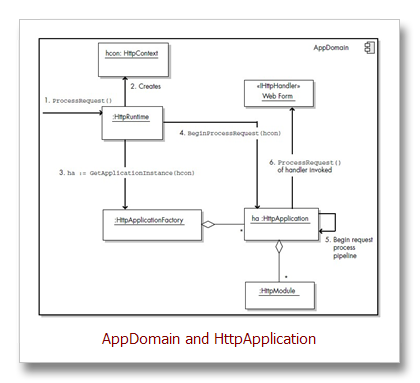 AppDomain
hcon: HttpContext
2. Creates
1. ProcessRequest()
:HttpRuntime
«IHttpHandler»
Web Form
4. BeginProcessRequest(hcon)
6. ProcessRequest()
of handler invoked
3. ha := GetApplicationInstance(hcon)
:HttpApplicationFactory
*
ha :HttpApplication
5. Begin request
process
pipeline
*
:HttpModule
AppDomain and HttpApplication